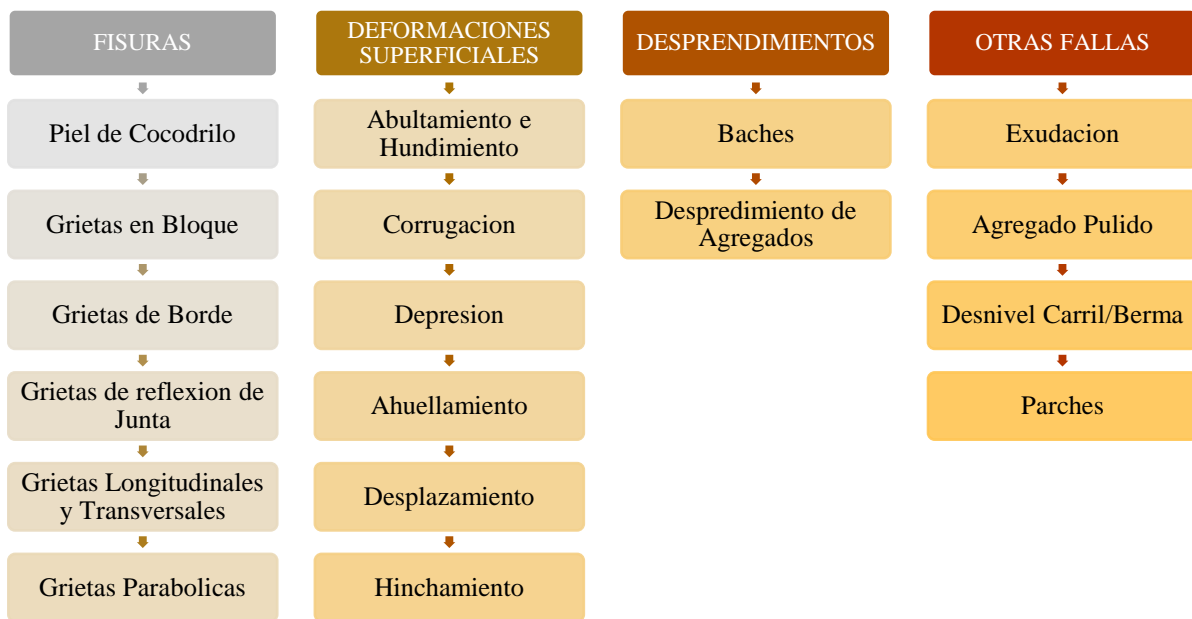 FISURAS
Piel de Cocodrilo
Grietas en Bloque
Grietas de Borde
Grietas de reflexion de
Junta
Grietas Longitudinales
y Transversales
Grietas Parabolicas
DEFORMACIONES
SUPERFICIALES
Abultamiento e
Hundimiento
Corrugacion
Depresion
Ahuellamiento
Desplazamiento
Hinchamiento
DESPRENDIMIENTOS
Baches
Despredimiento de
Agregados
OTRAS FALLAS
Exudacion
Agregado Pulido
Desnivel Carril/Berma
Parches